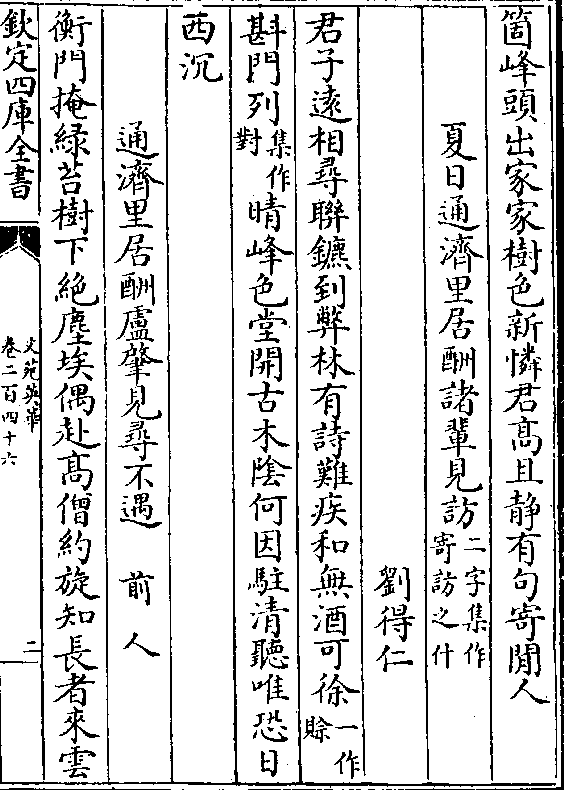 箇峰頭出家家樹色新憐君髙且静有句寄閒人
夏日通濟里居酬諸輩見訪二字集作寄訪之什
劉得仁
君子逺相尋聯鑣到弊林有詩難疾和無酒可徐一作賖
斟門列集作對晴峰色堂開古木陰何因駐清聽唯恐日
西沉
通濟里居酬盧肇見尋不遇　前人
衡門掩緑苔樹下絶塵埃偶赴髙僧約旋知長者來雲
欽定四庫全書
文苑英華
卷二百四十六
二